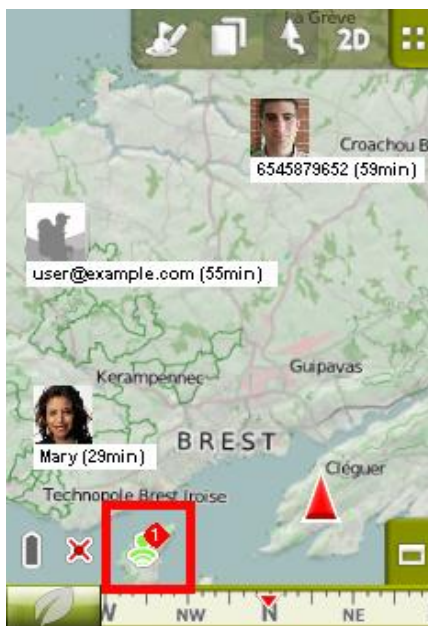 La Grève
2D
Croachou B
6545879652 (59min)
user@example.com (55min)
Guipavas
Kerampennec
Mary (29min)
BREST
Cléguer
Technopole Brest Iroise
1
W
NW
N
NE